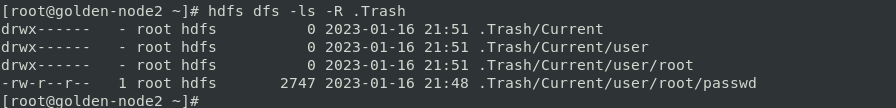 [root@golden-node2 ~]# hdfs dfs -ls -R .Trash
drwx------   - root hdfs          0 2023-01-16 21:51 .Trash/Current
drwx------   - root hdfs          0 2023-01-16 21:51 .Trash/Current/user
drwx------   - root hdfs          0 2023-01-16 21:51 .Trash/Current/user/root
-rw-r--r--   1 root hdfs       2747 2023-01-16 21:48 .Trash/Current/user/root/passwd
[root@golden-node2 ~]#